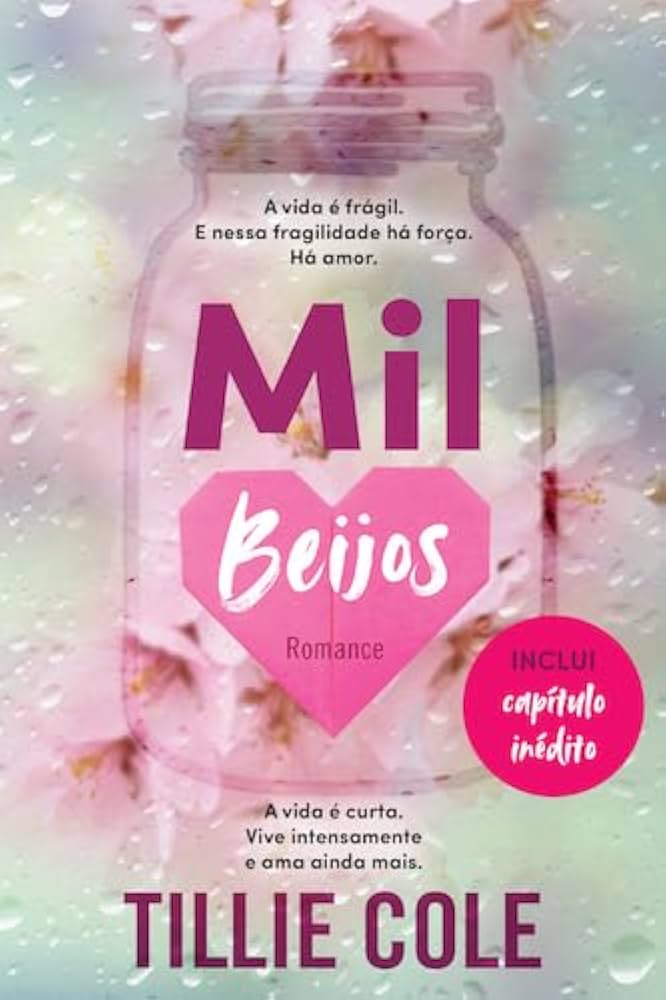 A vida é frágil.
E nessa fragilidade há força.
Há amor.
Mil
Beijos
Romance
INCLUI
capítulo
inédito
A vida é curta.
Vive intensamente
e ama ainda mais.
TILLIE COLE